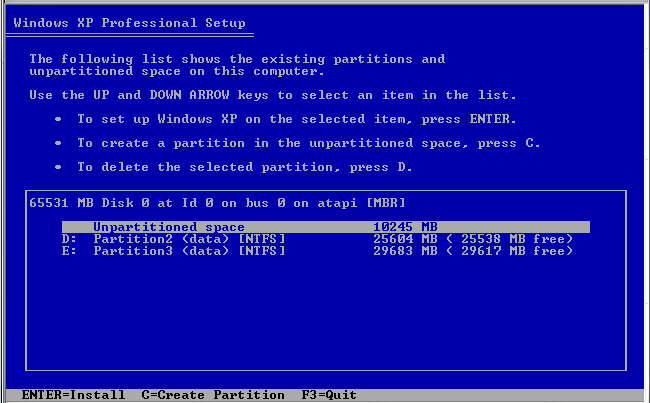 Windows XP Professional Setup
The following list shows the existing partitions and
unpartitioned space on this computer.
Use the UP and DOWN ARROW keys to select an item in the list.
• To set up Windows XP on the selected item, press ENTER.
• To create a partition in the unpartitioned space, press C.
• To delete the selected partition, press D.
65531 MB Disk 0 at Id 0 on bus 0 on atapi [MBR]
Unpartitioned space 10245 MB
D: Partition2 (data) [NTFS] 25604 MB ( 25538 MB free)
E: Partition3 (data) [NTFS] 29683 MB ( 29617 MB free)
ENTER=Install C=Create Partition F3=Quit